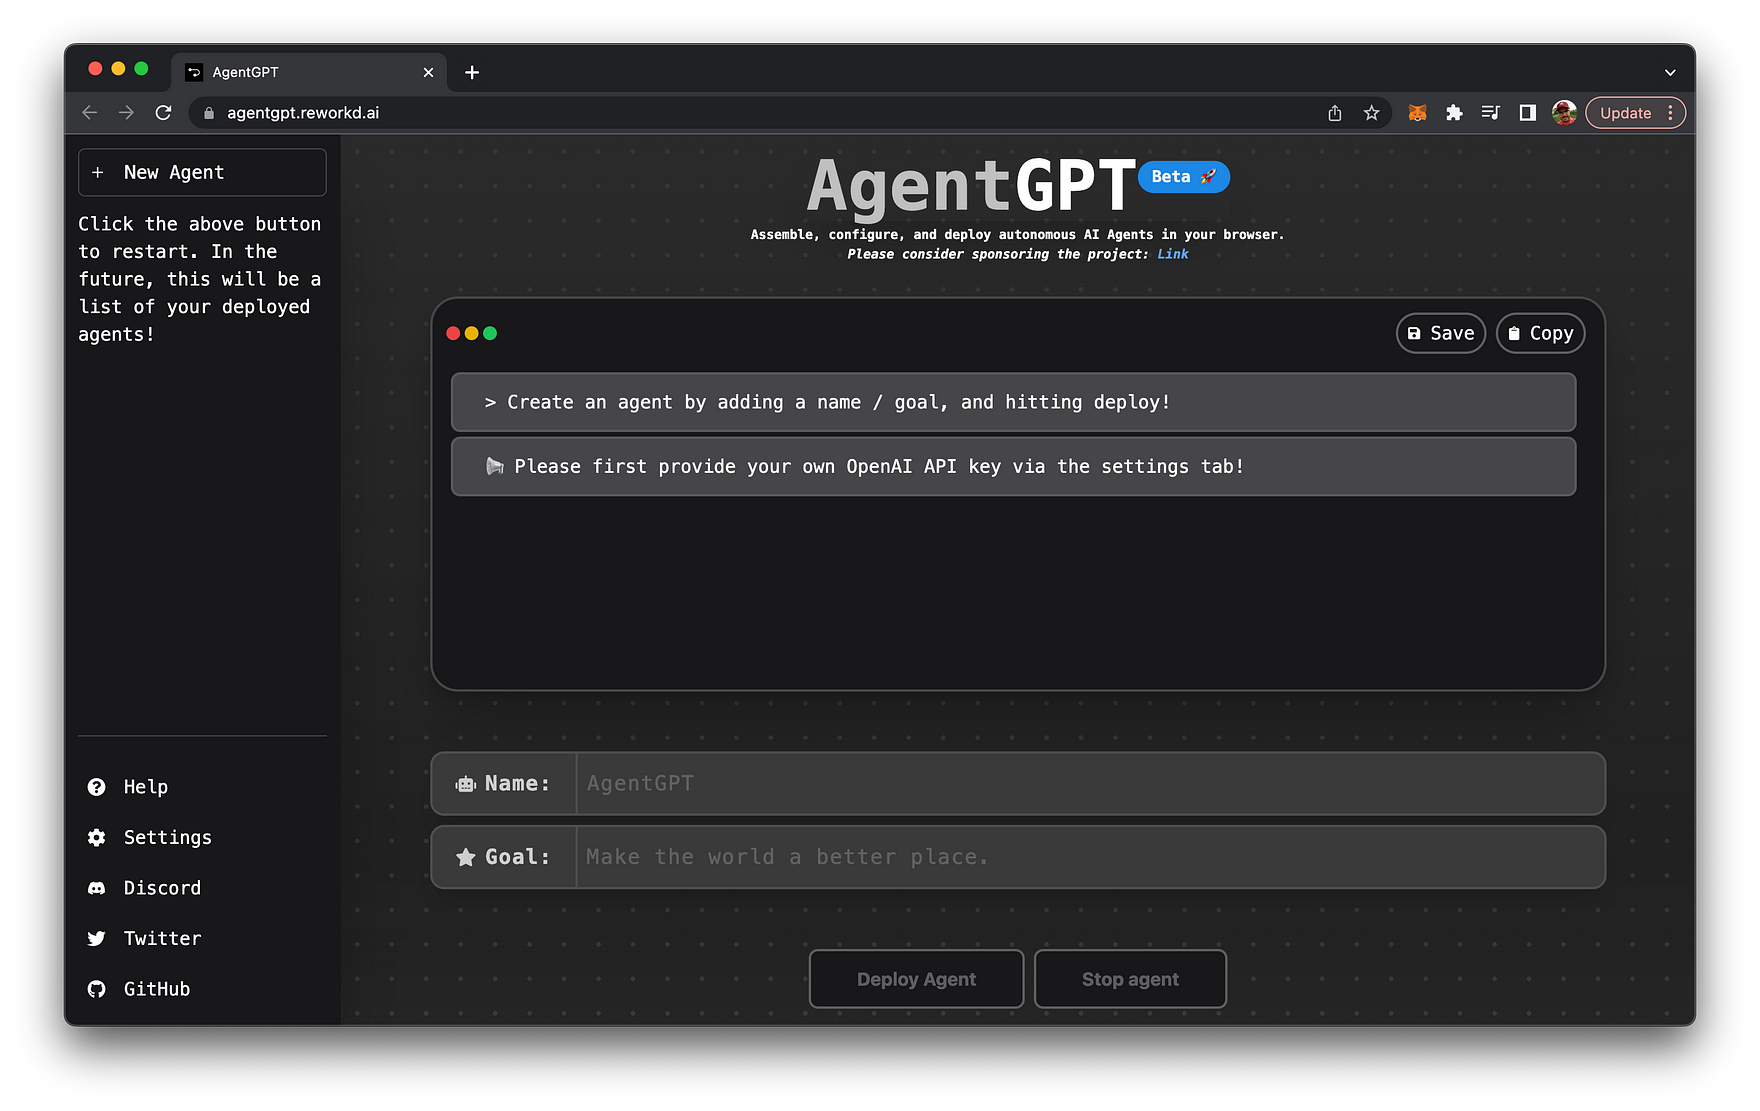 AgentGPT
agentgpt.reworkd.ai
Update
+ New Agent
Click the above button
to restart. In the
future, this will be a
list of your deployed
agents!
Help
Settings
Discord
Twitter
GitHub
AgentGPT
Beta 🚀
Assemble, configure, and deploy autonomous AI Agents in your browser.
Please consider sponsoring the project: Link
Save
Copy
> Create an agent by adding a name / goal, and hitting deploy!
📢 Please first provide your own OpenAI API key via the settings tab!
Name: AgentGPT
Goal: Make the world a better place.
Deploy Agent
Stop agent